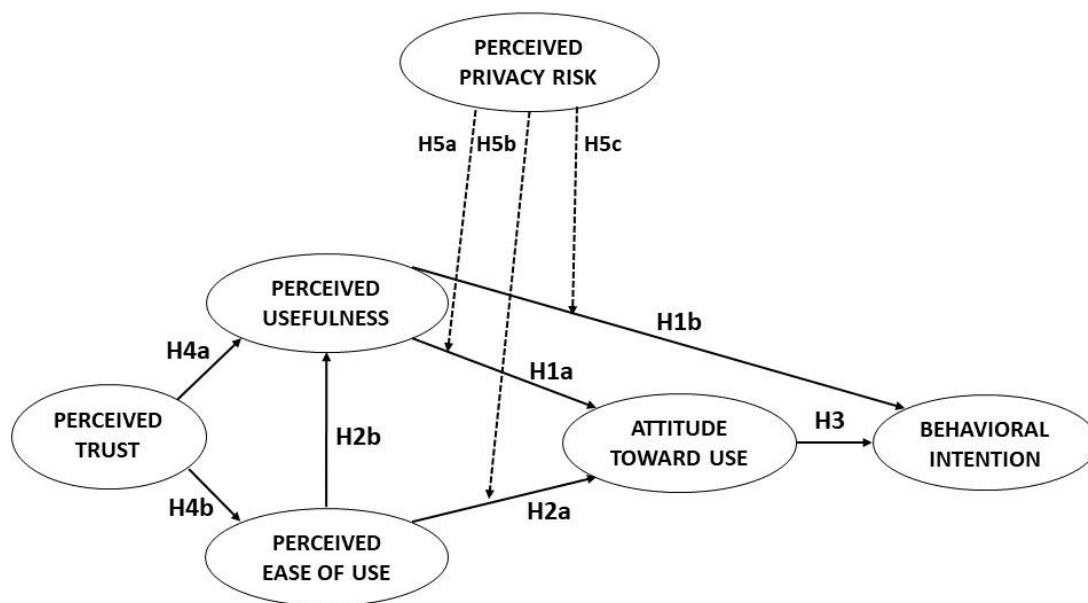 PERCEIVED
PRIVACY RISK
H5a
H5b
H5c
PERCEIVED
USEFULNESS
H1b
H4a
H1a
PERCEIVED
TRUST
H2b
ATTITUDE
TOWARD USE
H3
BEHAVIORAL
INTENTION
H4b
H2a
PERCEIVED
EASE OF USE